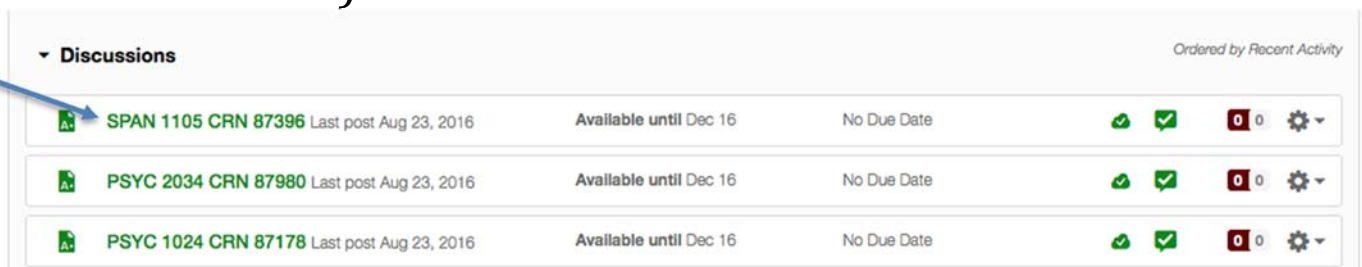 Discussions Ordered by Recent Activity
SPAN 1105 CRN 87396 Last post Aug 23, 2016 Available until Dec 16 No Due Date 0 0
PSYC 2034 CRN 87980 Last post Aug 23, 2016 Available until Dec 16 No Due Date 0 0
PSYC 1024 CRN 87178 Last post Aug 23, 2016 Available until Dec 16 No Due Date 0 0